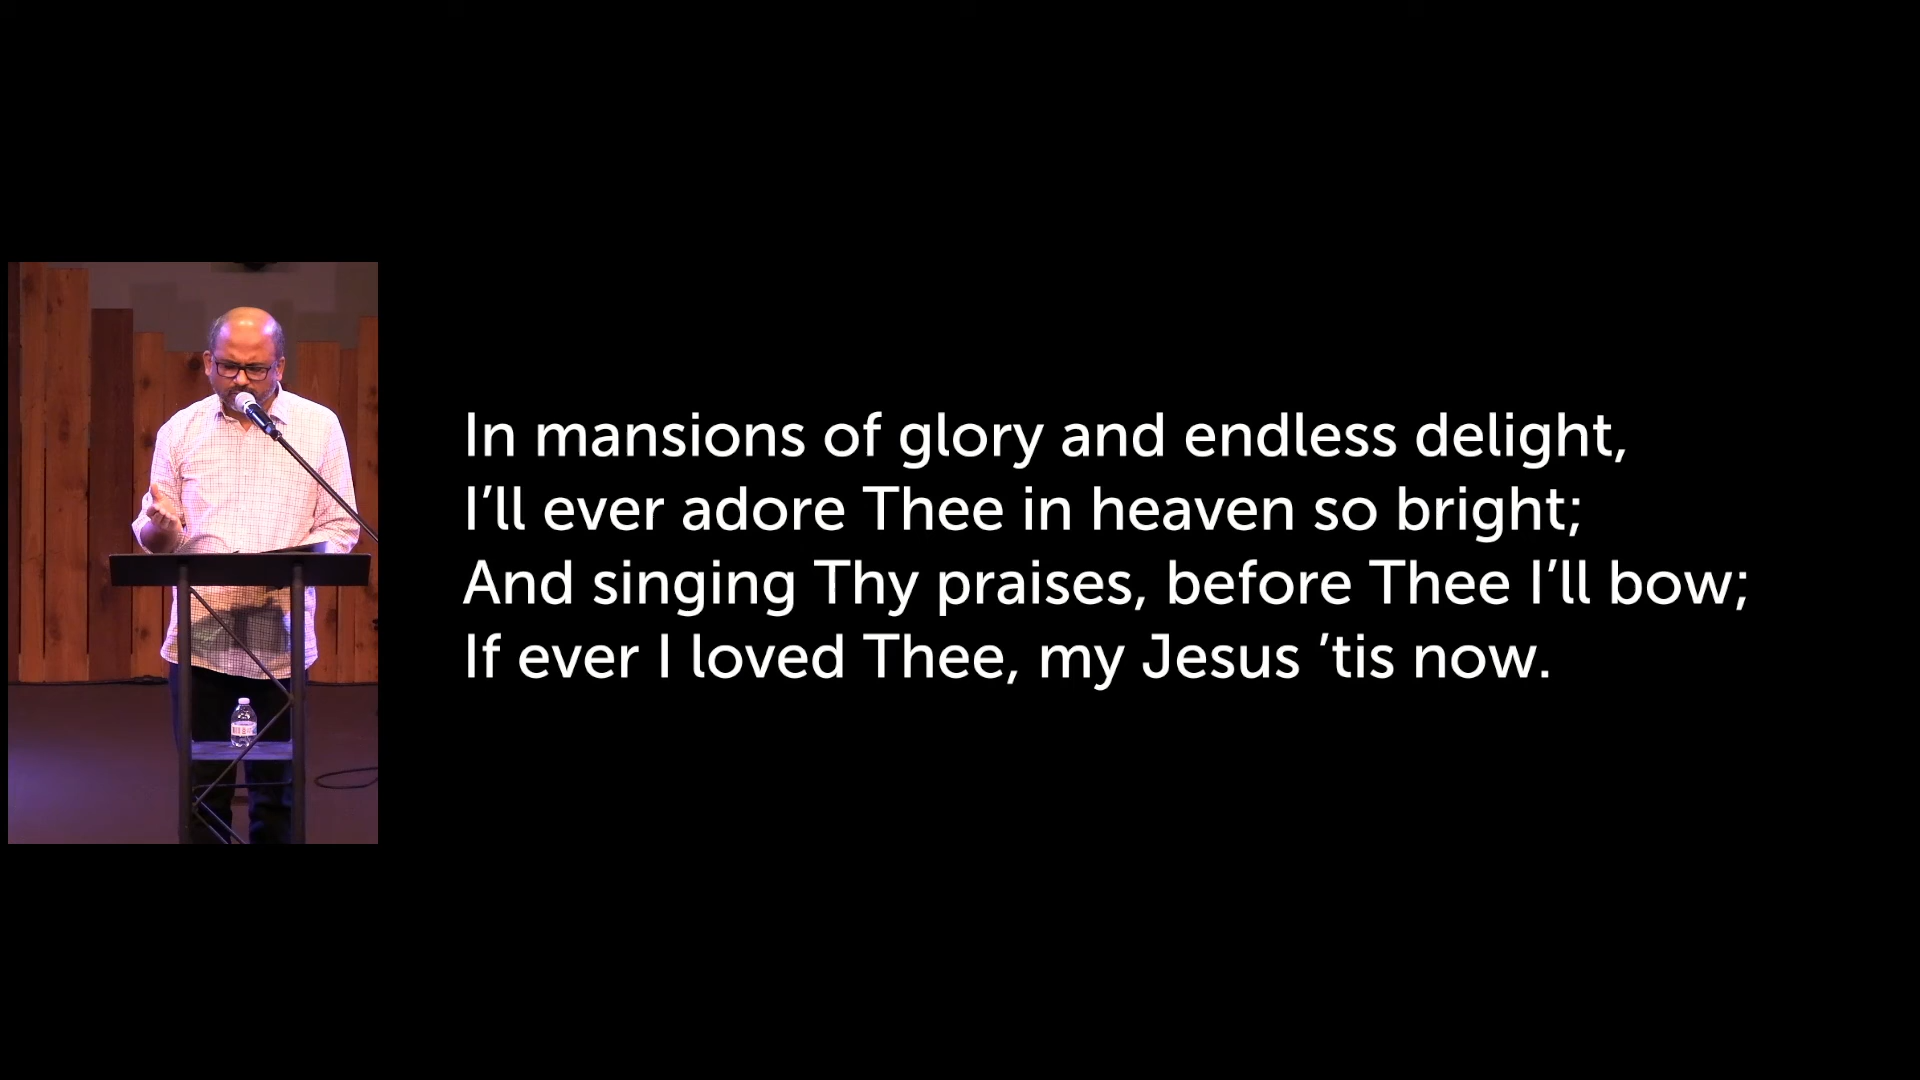 In mansions of glory and endless delight,
I’ll ever adore Thee in heaven so bright;
And singing Thy praises, before Thee I’ll bow;
If ever I loved Thee, my Jesus ’tis now.